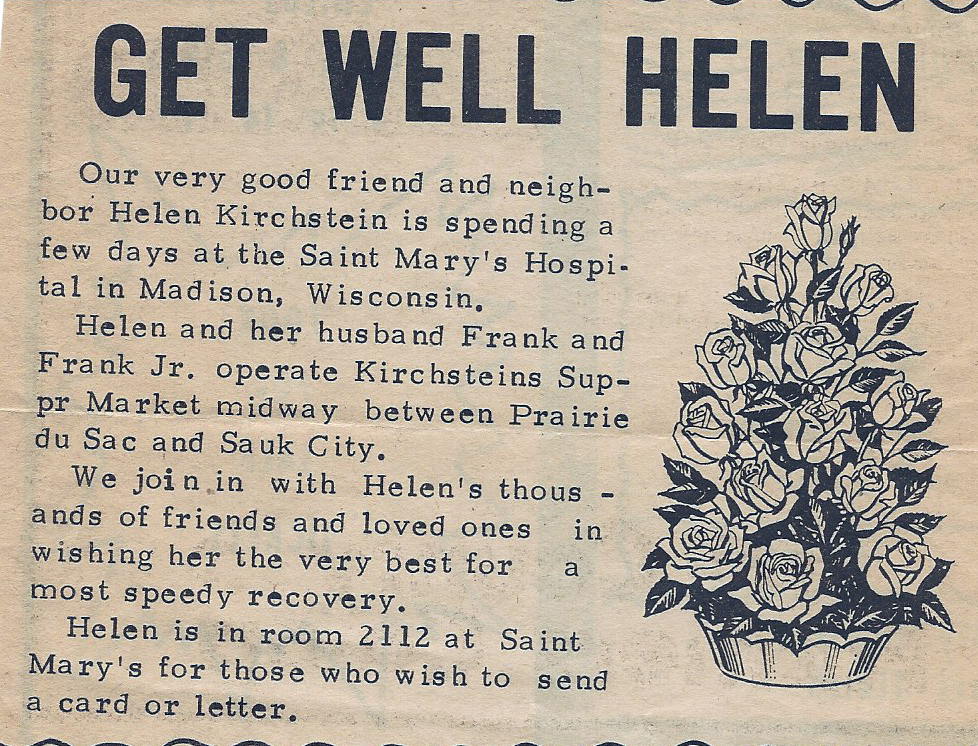 GET WELL HELEN
Our very good friend and neigh-
bor Helen Kirchstein is spending a
few days at the Saint Mary's Hospi-
tal in Madison, Wisconsin.
Helen and her husband Frank and
Frank Jr. operate Kirchsteins Sup-
pr Market midway between Prairie
du Sac and Sauk City.
We join in with Helen's thous -
ands of friends and loved ones in
wishing her the very best for a
most speedy recovery.
Helen is in room 2112 at Saint
Mary's for those who wish to send
a card or letter.